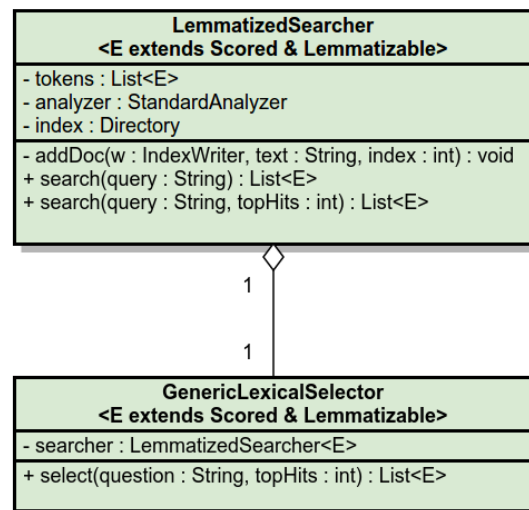 LemmatizedSearcher
<E extends Scored & Lemmatizable>
- tokens : List<E>
- analyzer : StandardAnalyzer
- index : Directory
- addDoc(w : IndexWriter, text : String, index : int) : void
+ search(query : String) : List<E>
+ search(query : String, topHits : int) : List<E>
1
1
GenericLexicalSelector
<E extends Scored & Lemmatizable>
- searcher : LemmatizedSearcher<E>
+ select(question : String, topHits : int) : List<E>